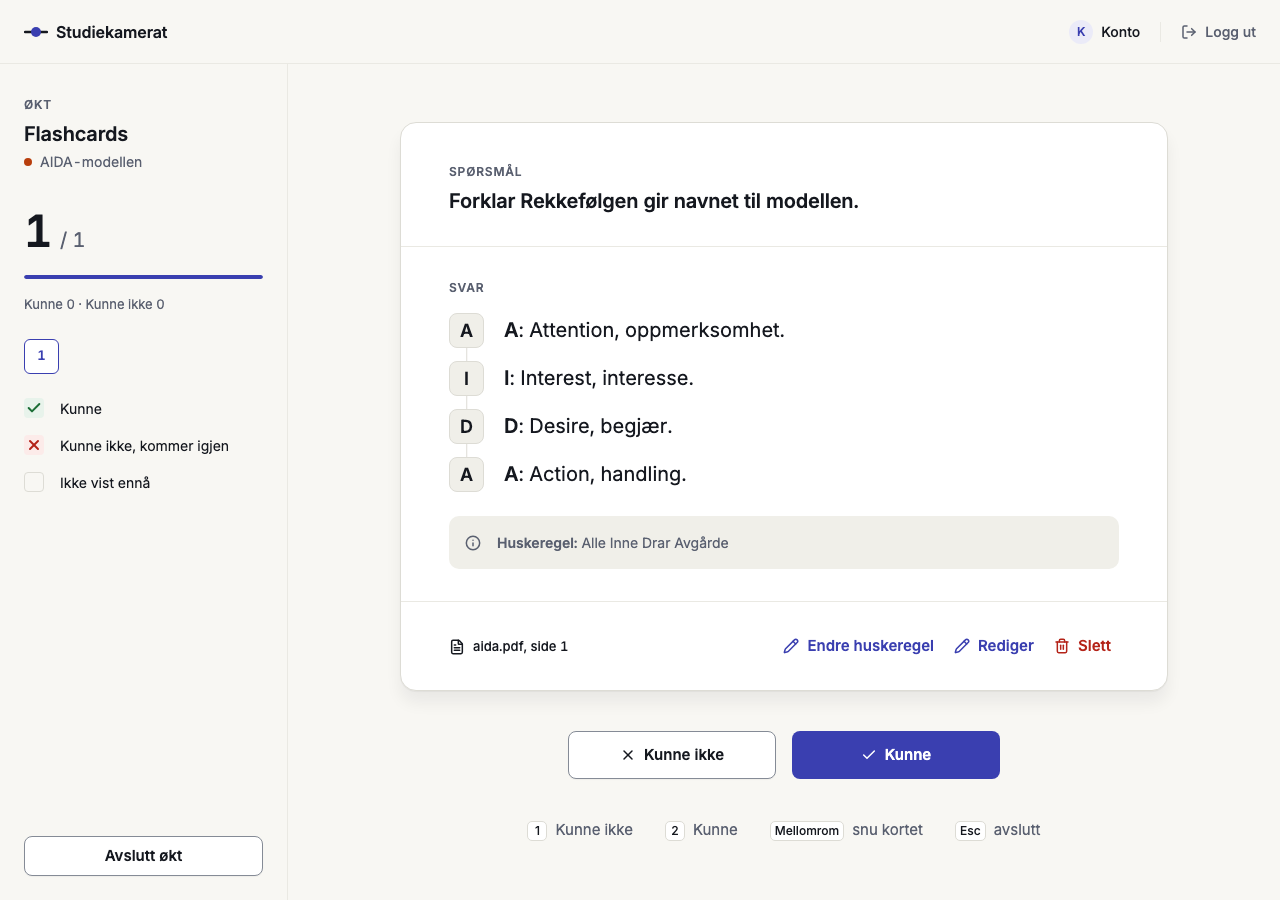 Studiekamerat
K Konto
Logg ut
ØKT
Flashcards
AIDA-modellen
1 / 1
Kunne 0 · Kunne ikke 0
1
Kunne
Kunne ikke, kommer igjen
Ikke vist ennå
Avslutt økt
SPØRSMÅL
Forklar Rekkefølgen gir navnet til modellen.
SVAR
A A: Attention, oppmerksomhet.
I I: Interest, interesse.
D D: Desire, begjær.
A A: Action, handling.
Huskeregel: Alle Inne Drar Avgårde
aida.pdf, side 1
Endre huskeregel
Rediger
Slett
Kunne ikke
Kunne
1 Kunne ikke
2 Kunne
Mellomrom snu kortet
Esc avslutt